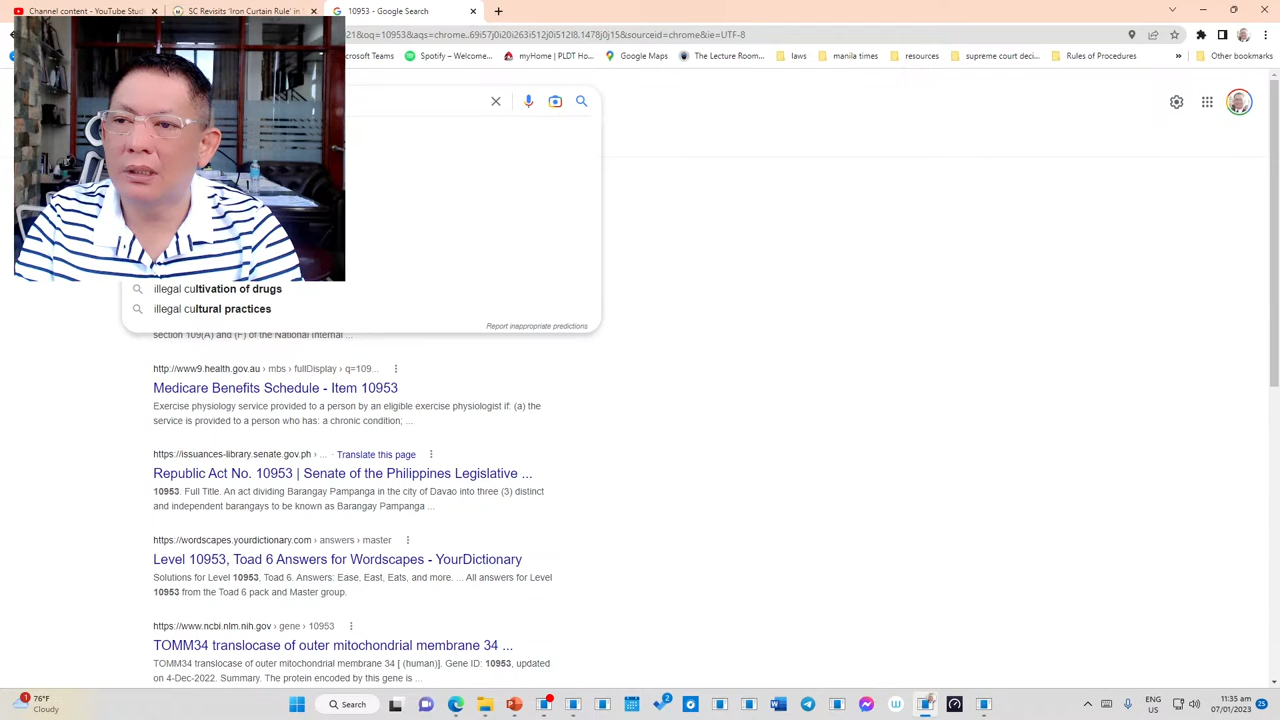 Channel content - YouTube Studio
SC Revisits 'Iron Curtain Rule' in I
10953 - Google Search
21&oq=10953&aqs=chrome..69i57j0i20i263i512j0i512l8.1478j0j15&sourceid=chrome&ie=UTF-8
icrosoft Teams
Spotify – Welcome...
myHome | PLDT Ho...
Google Maps
The Lecture Room...
laws
manila times
resources
supreme court deci...
Rules of Procedures
»
Other bookmarks
illegal cultivation of drugs
illegal cultural practices
Report inappropriate predictions
section 109(A) and (F) of the National Internal ...
http://www9.health.gov.au › mbs › fullDisplay › q=109...
Medicare Benefits Schedule - Item 10953
Exercise physiology service provided to a person by an eligible exercise physiologist if: (a) the
service is provided to a person who has: a chronic condition; ...
https://issuances-library.senate.gov.ph › ... · Translate this page
Republic Act No. 10953 | Senate of the Philippines Legislative ...
10953. Full Title. An act dividing Barangay Pampanga in the city of Davao into three (3) distinct
and independent barangays to be known as Barangay Pampanga ...
https://wordscapes.yourdictionary.com › answers › master
Level 10953, Toad 6 Answers for Wordscapes - YourDictionary
Solutions for Level 10953, Toad 6. Answers: Ease, East, Eats, and more. ... All answers for Level
10953 from the Toad 6 pack and Master group.
https://www.ncbi.nlm.nih.gov › gene › 10953
TOMM34 translocase of outer mitochondrial membrane 34 ...
TOMM34 translocase of outer mitochondrial membrane 34 [ (human)]. Gene ID: 10953, updated
on 4-Dec-2022. Summary. The protein encoded by this gene is ...
1
76°F
Cloudy
Search
2
ENG
US
11:35 am
07/01/2023
25